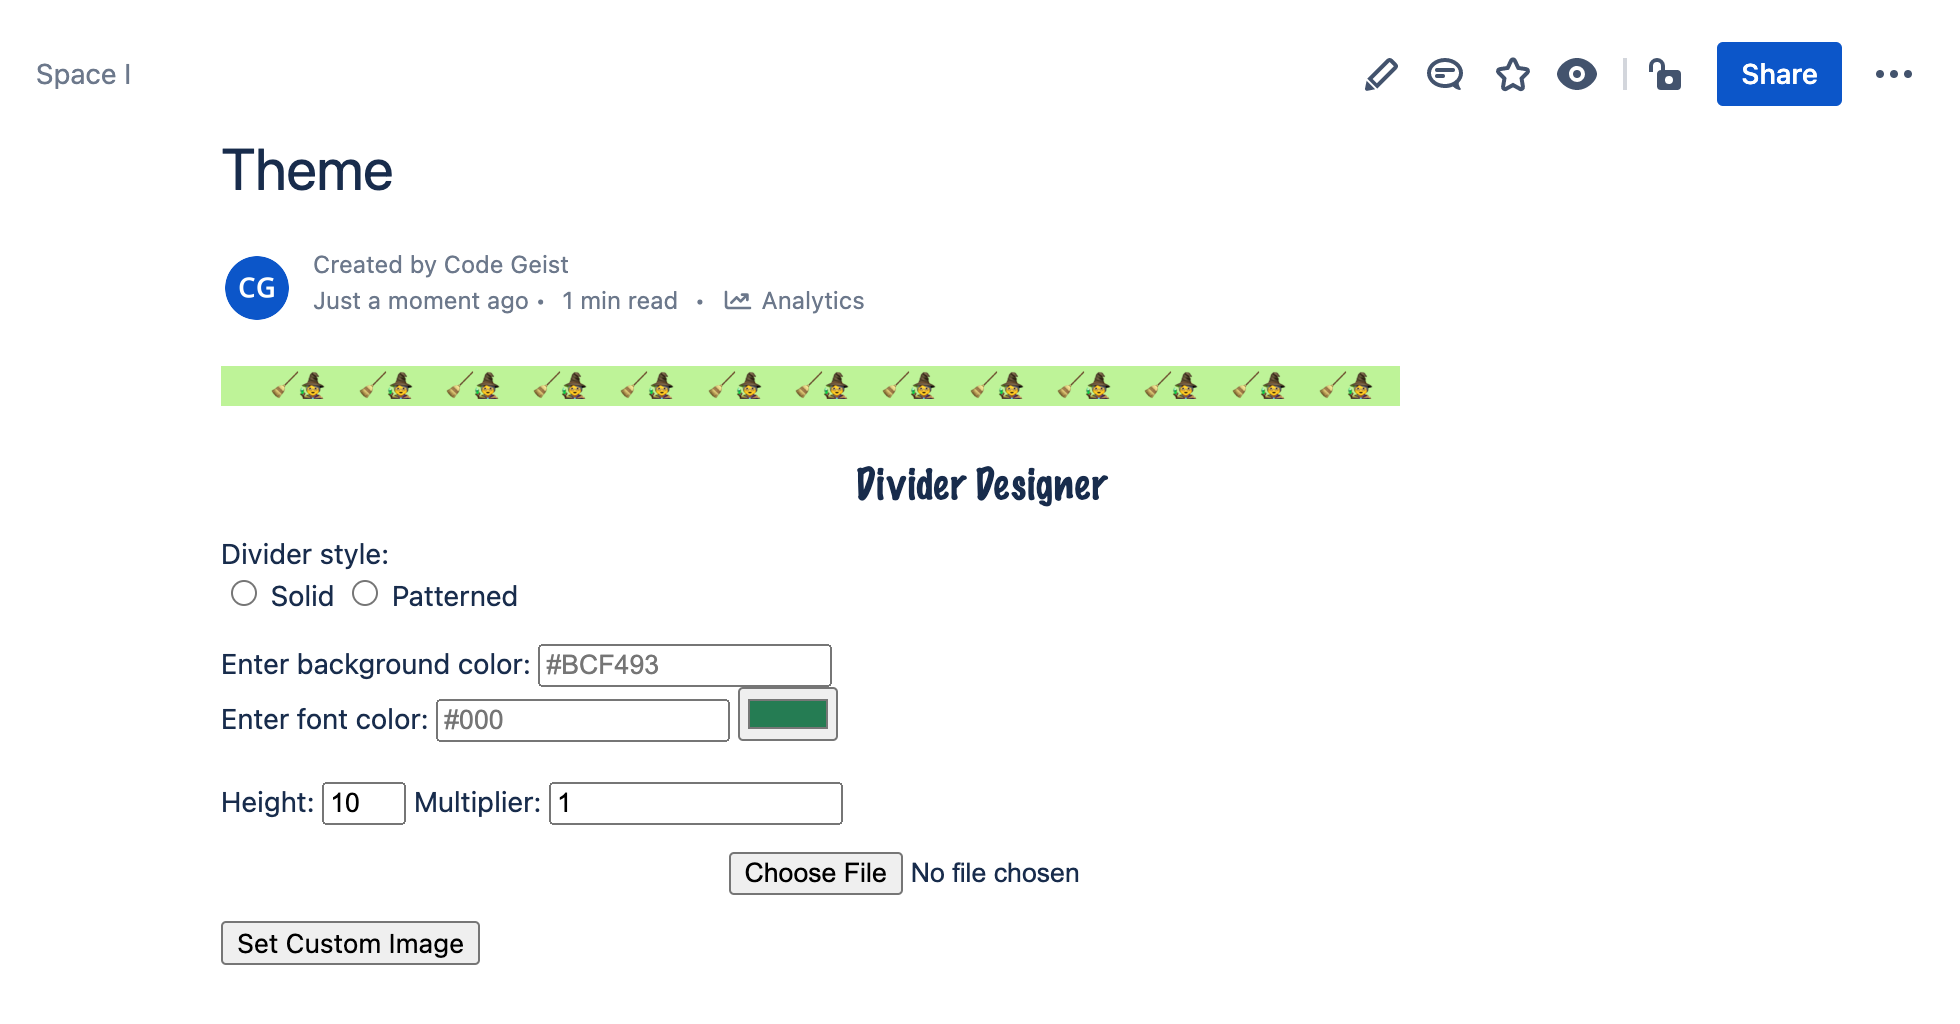 Space I
Share
Theme
CG
Created by Code Geist
Just a moment ago • 1 min read • Analytics
Divider Designer
Divider style:
Solid Patterned
Enter background color: #BCF493
Enter font color: #000
Height: 10 Multiplier: 1
Choose File No file chosen
Set Custom Image